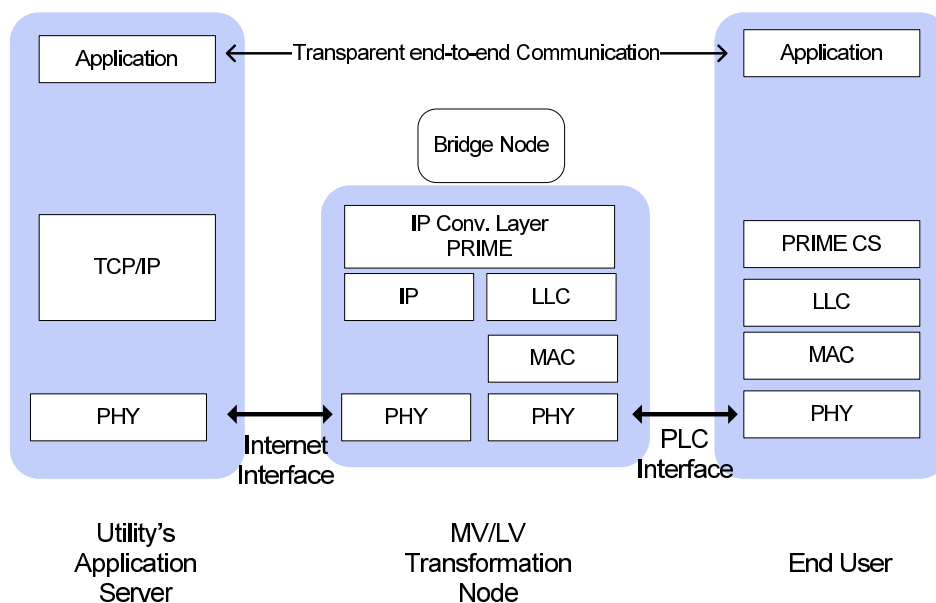 Application
Transparent end-to-end Communication
Application
Bridge Node
TCP/IP
IP Conv. Layer
PRIME
IP
LLC
MAC
PRIME CS
LLC
MAC
PHY
PHY
PHY
PHY
Internet
Interface
PLC
Interface
Utility's
Application
Server
MV/LV
Transformation
Node
End User